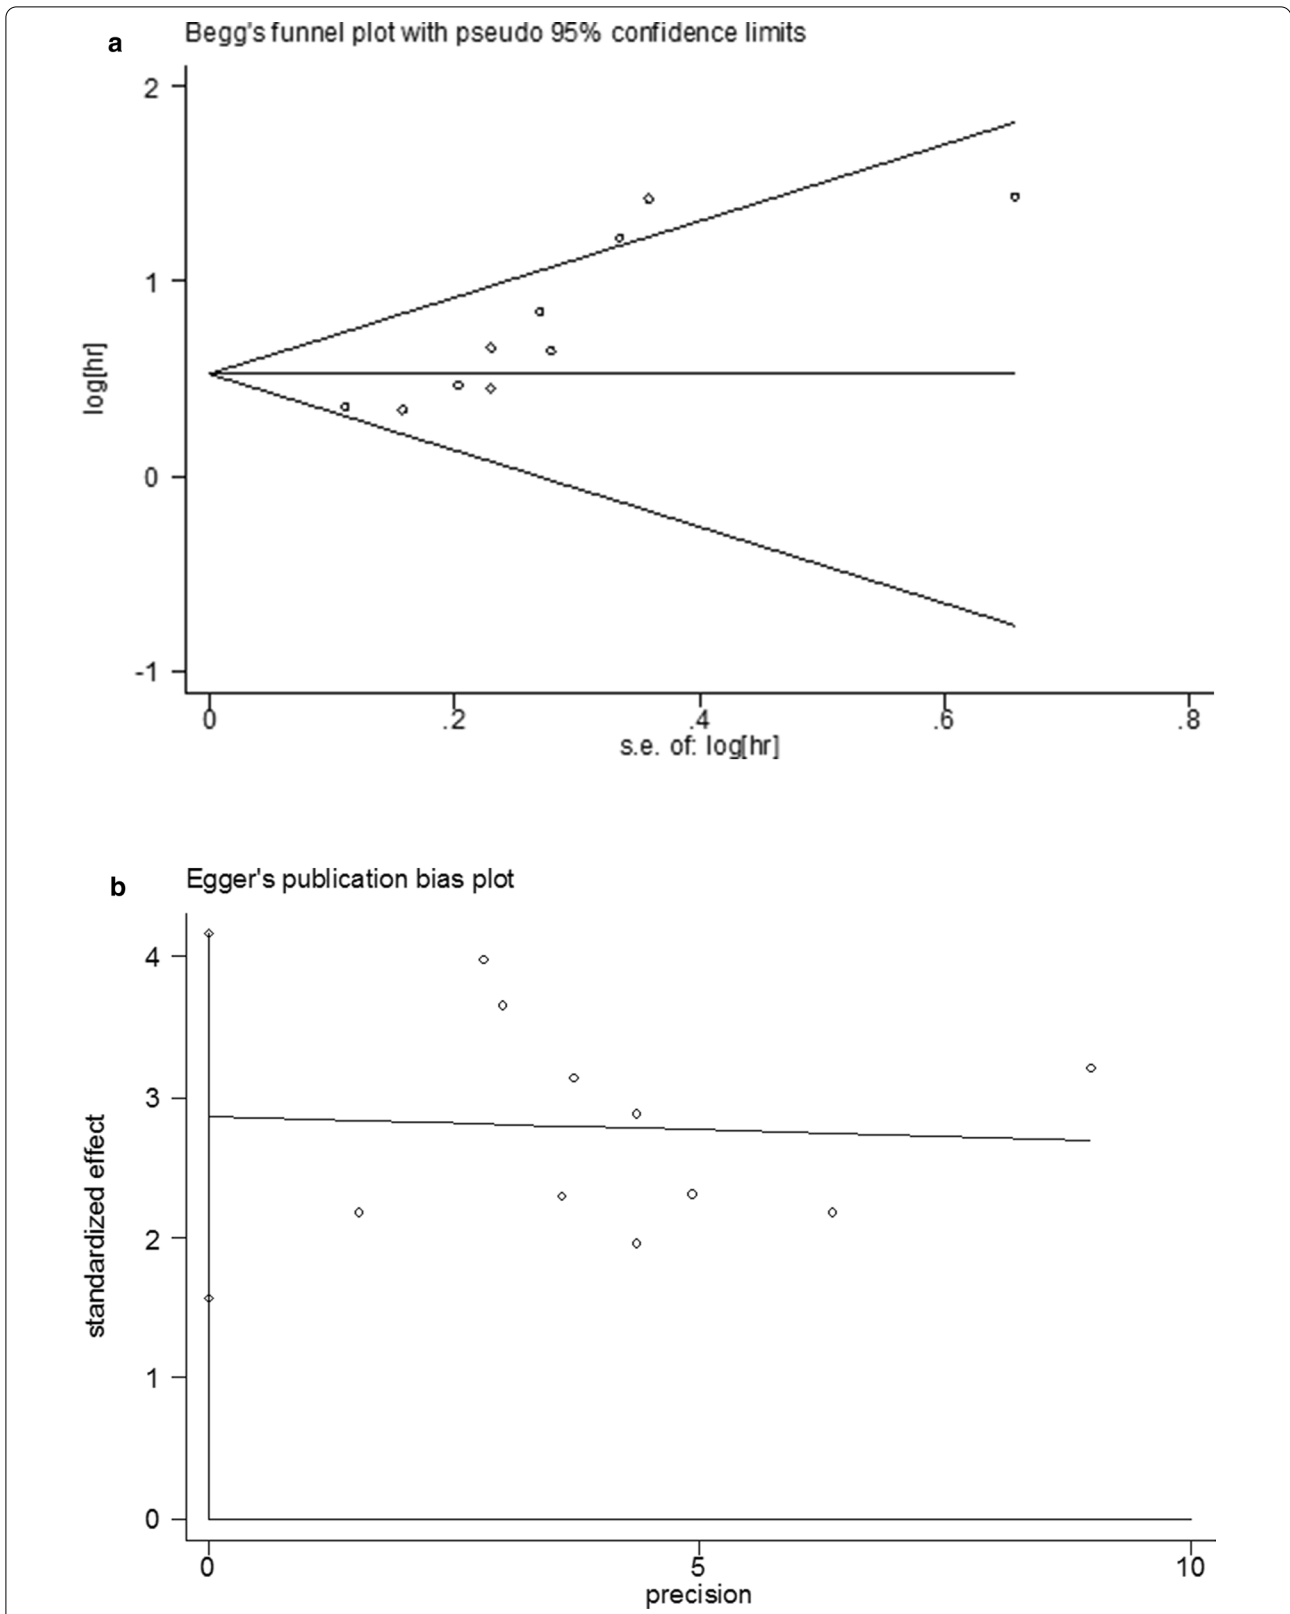 a
Begg's funnel plot with pseudo 95% confidence limits
2
1
0
-1
log[hr]
0 .2 .4 .6 .8
s.e. of: log[hr]
b
Egger's publication bias plot
4
3
2
1
0
standardized effect
0 5 10
precision